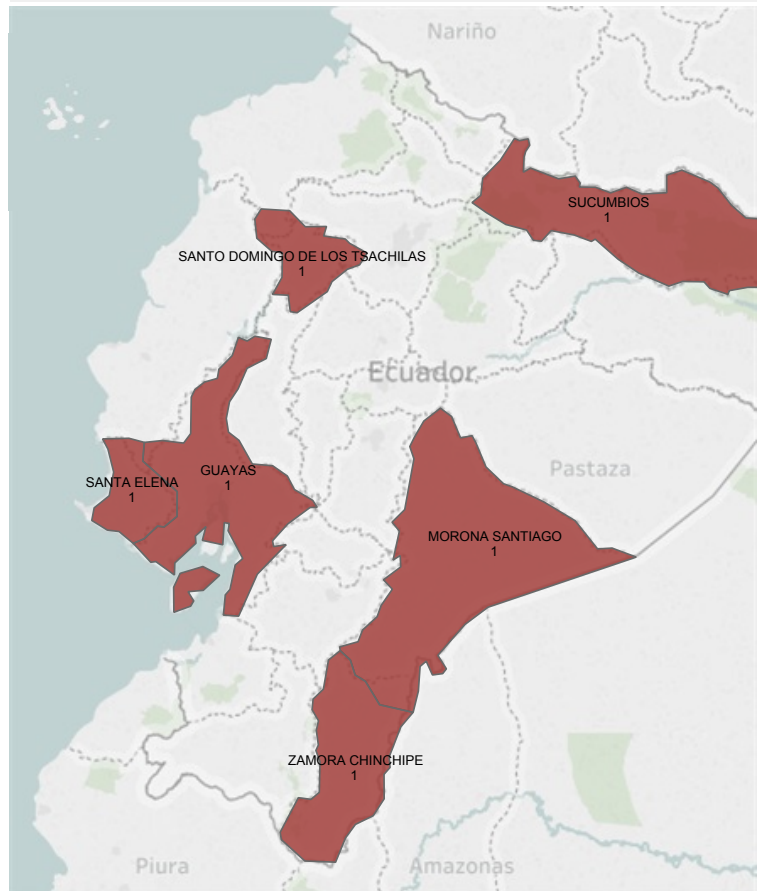 Nariño
SUCUMBIOS
1
SANTO DOMINGO DE LOS TSACHILAS
1
Ecuador
GUAYAS
1
Pastaza
SANTA ELENA
1
MORONA SANTIAGO
1
ZAMORA CHINCHIPE
1
Piura
Amazonas